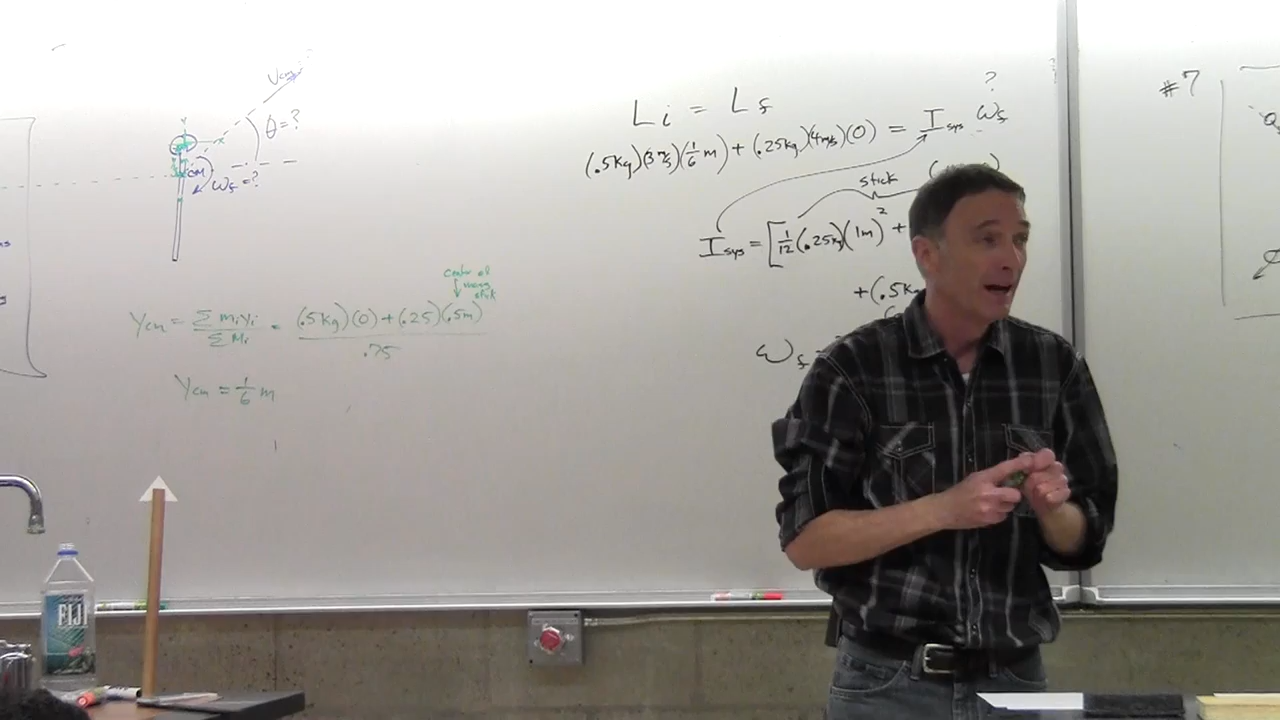 Vcm
θ=?
CM
ωf=?
Li = Lf
?
(.5kg)(3m/s)(1/6 m) + (.25kg)(4m/s)(0) = Isys ωf
stick
Isys = [1/12(.25kg)(1m)² +
+(.5kg
ωf =
#7
center of
mass
stick
Ycm = Σmiyi/ΣMi = (.5kg)(0) + (.25)(.5m)/.75
Ycm = 1/6 m
FIJI